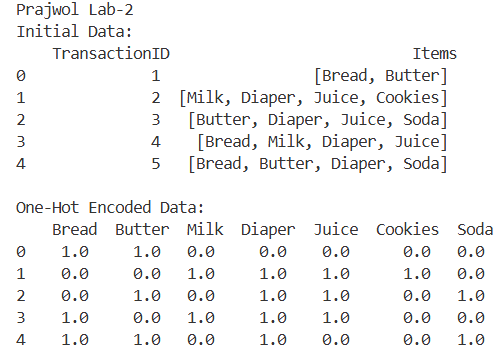 Prajwol Lab-2
Initial Data:
TransactionID Items
0 1 [Bread, Butter]
1 2 [Milk, Diaper, Juice, Cookies]
2 3 [Butter, Diaper, Juice, Soda]
3 4 [Bread, Milk, Diaper, Juice]
4 5 [Bread, Butter, Diaper, Soda]
One-Hot Encoded Data:
Bread Butter Milk Diaper Juice Cookies Soda
0 1.0 1.0 0.0 0.0 0.0 0.0 0.0
1 0.0 0.0 1.0 1.0 1.0 1.0 0.0
2 0.0 1.0 0.0 1.0 1.0 0.0 1.0
3 1.0 0.0 1.0 1.0 1.0 0.0 0.0
4 1.0 1.0 0.0 1.0 0.0 0.0 1.0